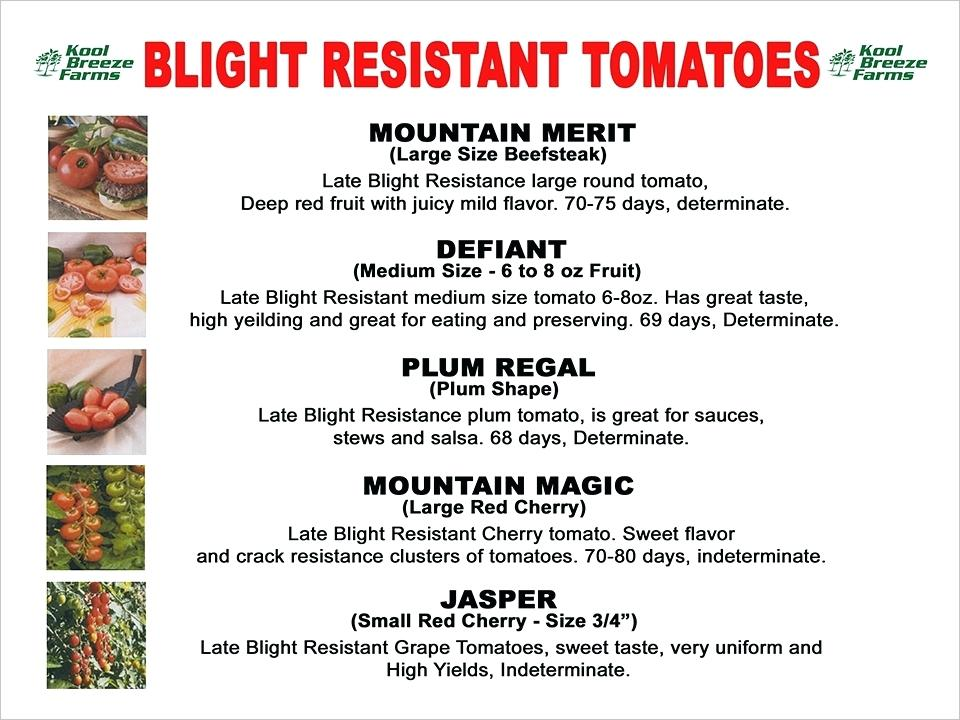 Kool
Breeze
Farms
BLIGHT RESISTANT TOMATOES
Kool
Breeze
Farms
MOUNTAIN MERIT
(Large Size Beefsteak)
Late Blight Resistance large round tomato,
Deep red fruit with juicy mild flavor. 70-75 days, determinate.
DEFIANT
(Medium Size - 6 to 8 oz Fruit)
Late Blight Resistant medium size tomato 6-8oz. Has great taste,
high yeilding and great for eating and preserving. 69 days, Determinate.
PLUM REGAL
(Plum Shape)
Late Blight Resistance plum tomato, is great for sauces,
stews and salsa. 68 days, Determinate.
MOUNTAIN MAGIC
(Large Red Cherry)
Late Blight Resistant Cherry tomato. Sweet flavor
and crack resistance clusters of tomatoes. 70-80 days, indeterminate.
JASPER
(Small Red Cherry - Size 3/4”)
Late Blight Resistant Grape Tomatoes, sweet taste, very uniform and
High Yields, Indeterminate.